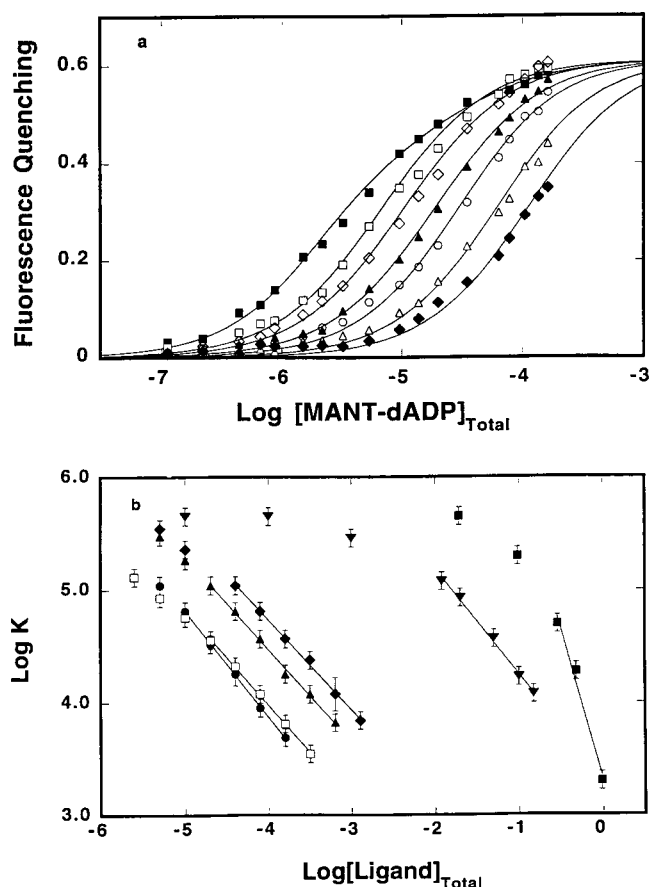 a
0.6
0.4
0.2
0
Fluorescence Quenching
-7 -6 -5 -4 -3
Log [MANT-dADP]Total
b
6.0
5.0
4.0
3.0
Log K
-6 -5 -4 -3 -2 -1 0
Log[Ligand]Total